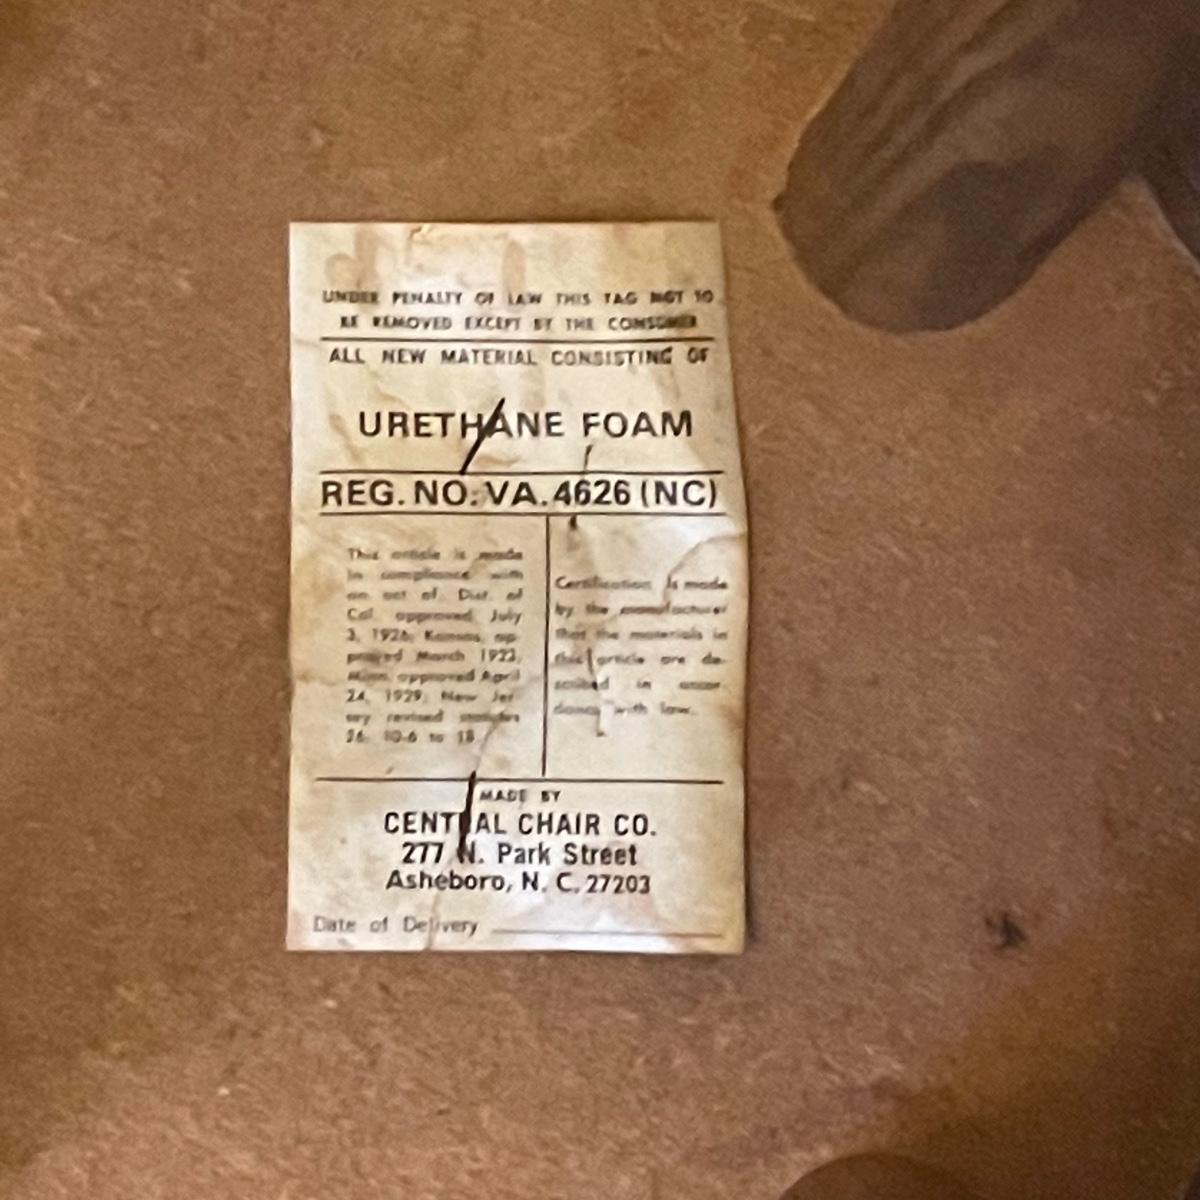 UNDER PENALTY OF LAW THIS TAG NOT TO
BE REMOVED EXCEPT BY THE CONSUMER
ALL NEW MATERIAL CONSISTING OF
URETHANE FOAM
REG. NO: VA. 4626 (NC)
This article is made
in compliance with
an act of Dist. of
Col. approved July
3, 1926; Kansas ap-
proved March 1923,
Minn. approved April
24, 1929; New Jer-
sey revised statutes
26: 10-6 to 18
Certification is made
by the manufacturer
that the materials in
this article are de-
scribed in accor-
dance with law.
MADE BY
CENTRAL CHAIR CO.
277 N. Park Street
Asheboro, N. C. 27203
Date of Delivery